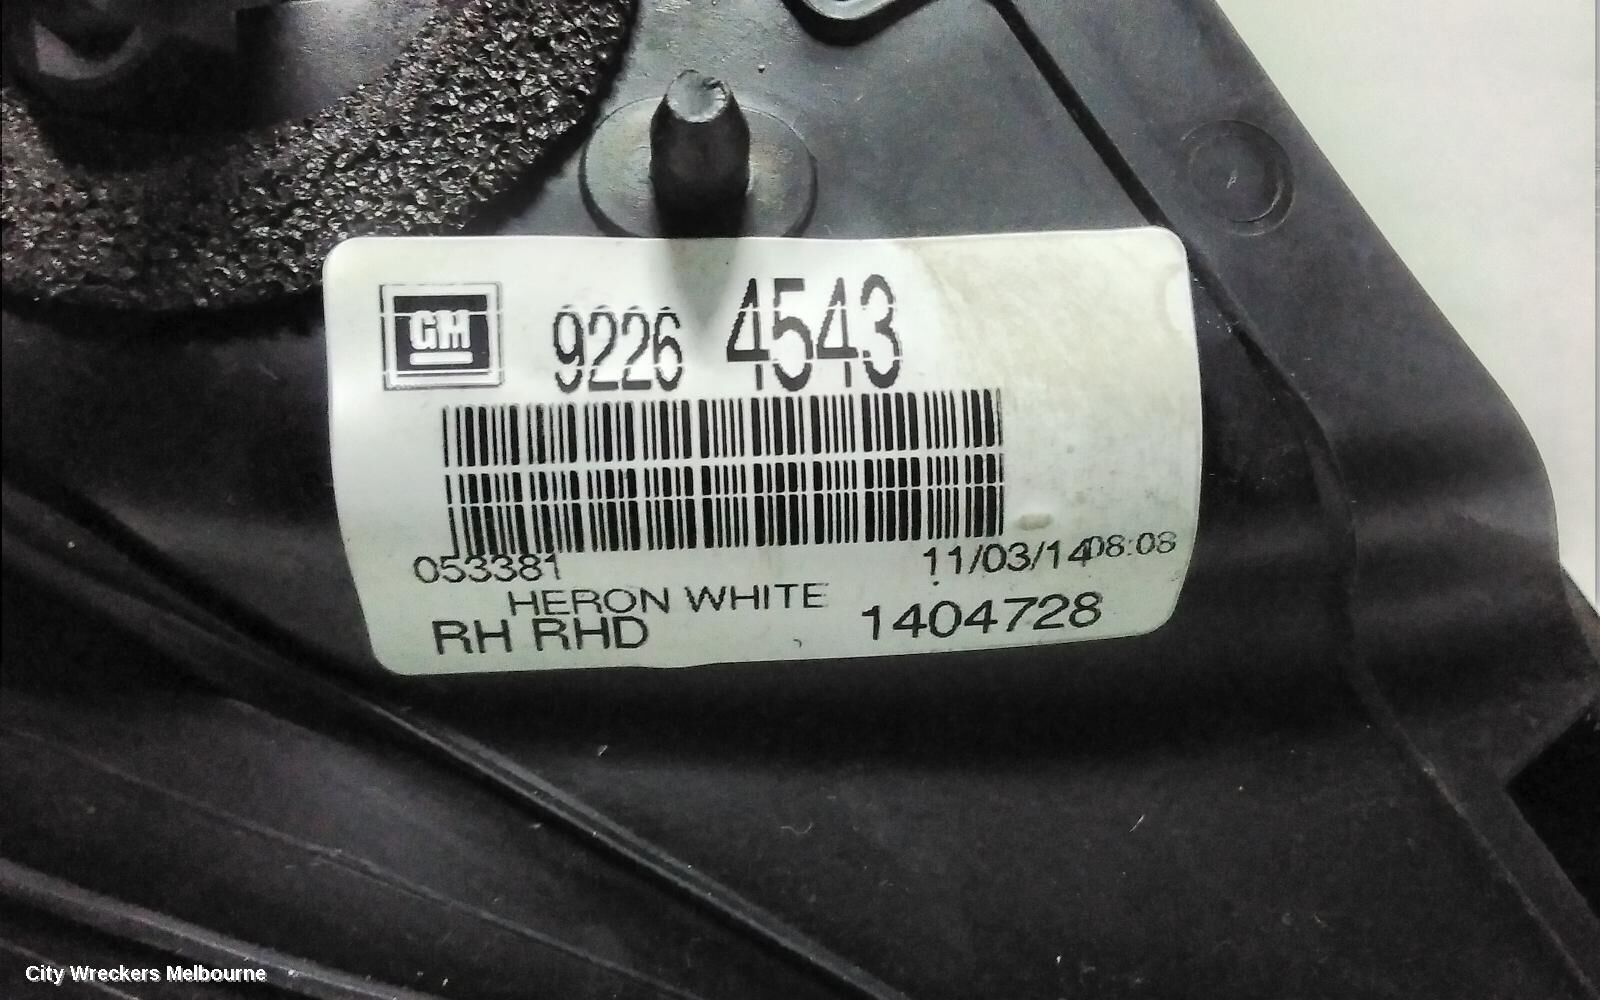 GM 9226 4543
053381 11/03/14 08:08
HERON WHITE
RH RHD 1404728
City Wreckers Melbourne